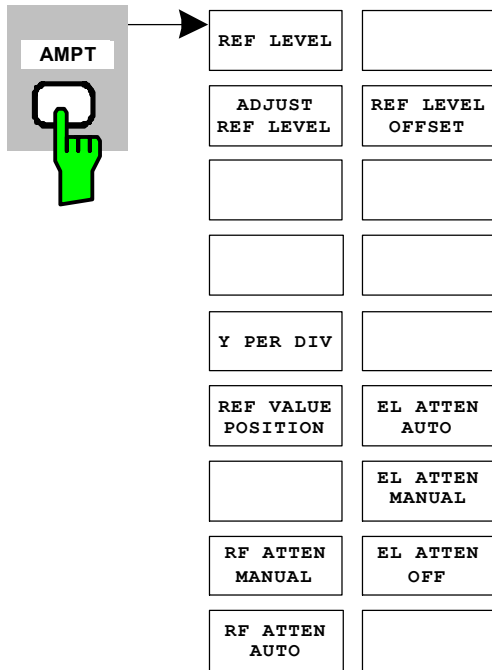 AMPT
REF LEVEL
ADJUST
REF LEVEL
Y PER DIV
REF VALUE
POSITION
RF ATTEN
MANUAL
RF ATTEN
AUTO
REF LEVEL
OFFSET
EL ATTEN
AUTO
EL ATTEN
MANUAL
EL ATTEN
OFF